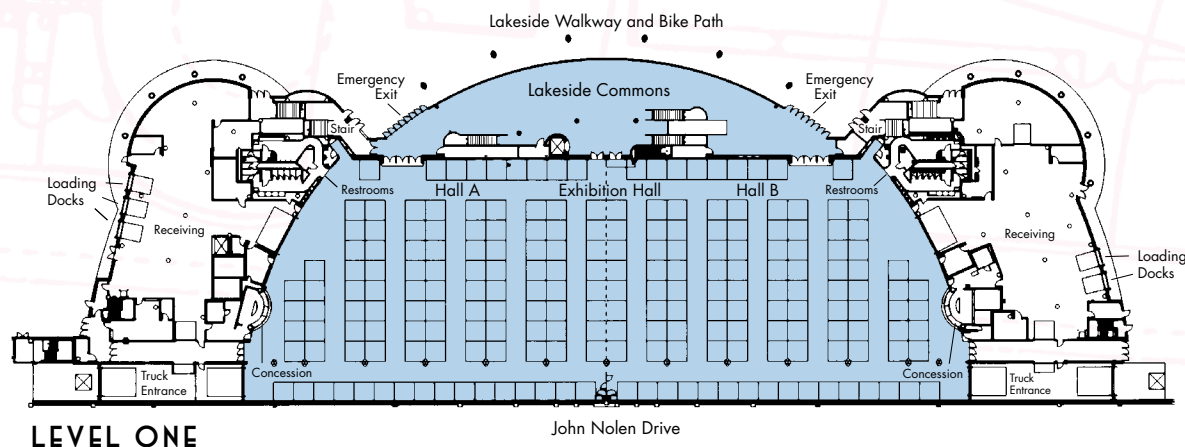 Lakeside Walkway and Bike Path
Emergency
Exit
Lakeside Commons
Emergency
Exit
Stair
Stair
Restrooms
Hall A
Exhibition Hall
Hall B
Restrooms
Loading
Docks
Receiving
Receiving
Loading
Docks
Concession
Concession
Truck
Entrance
Truck
Entrance
LEVEL ONE
John Nolen Drive